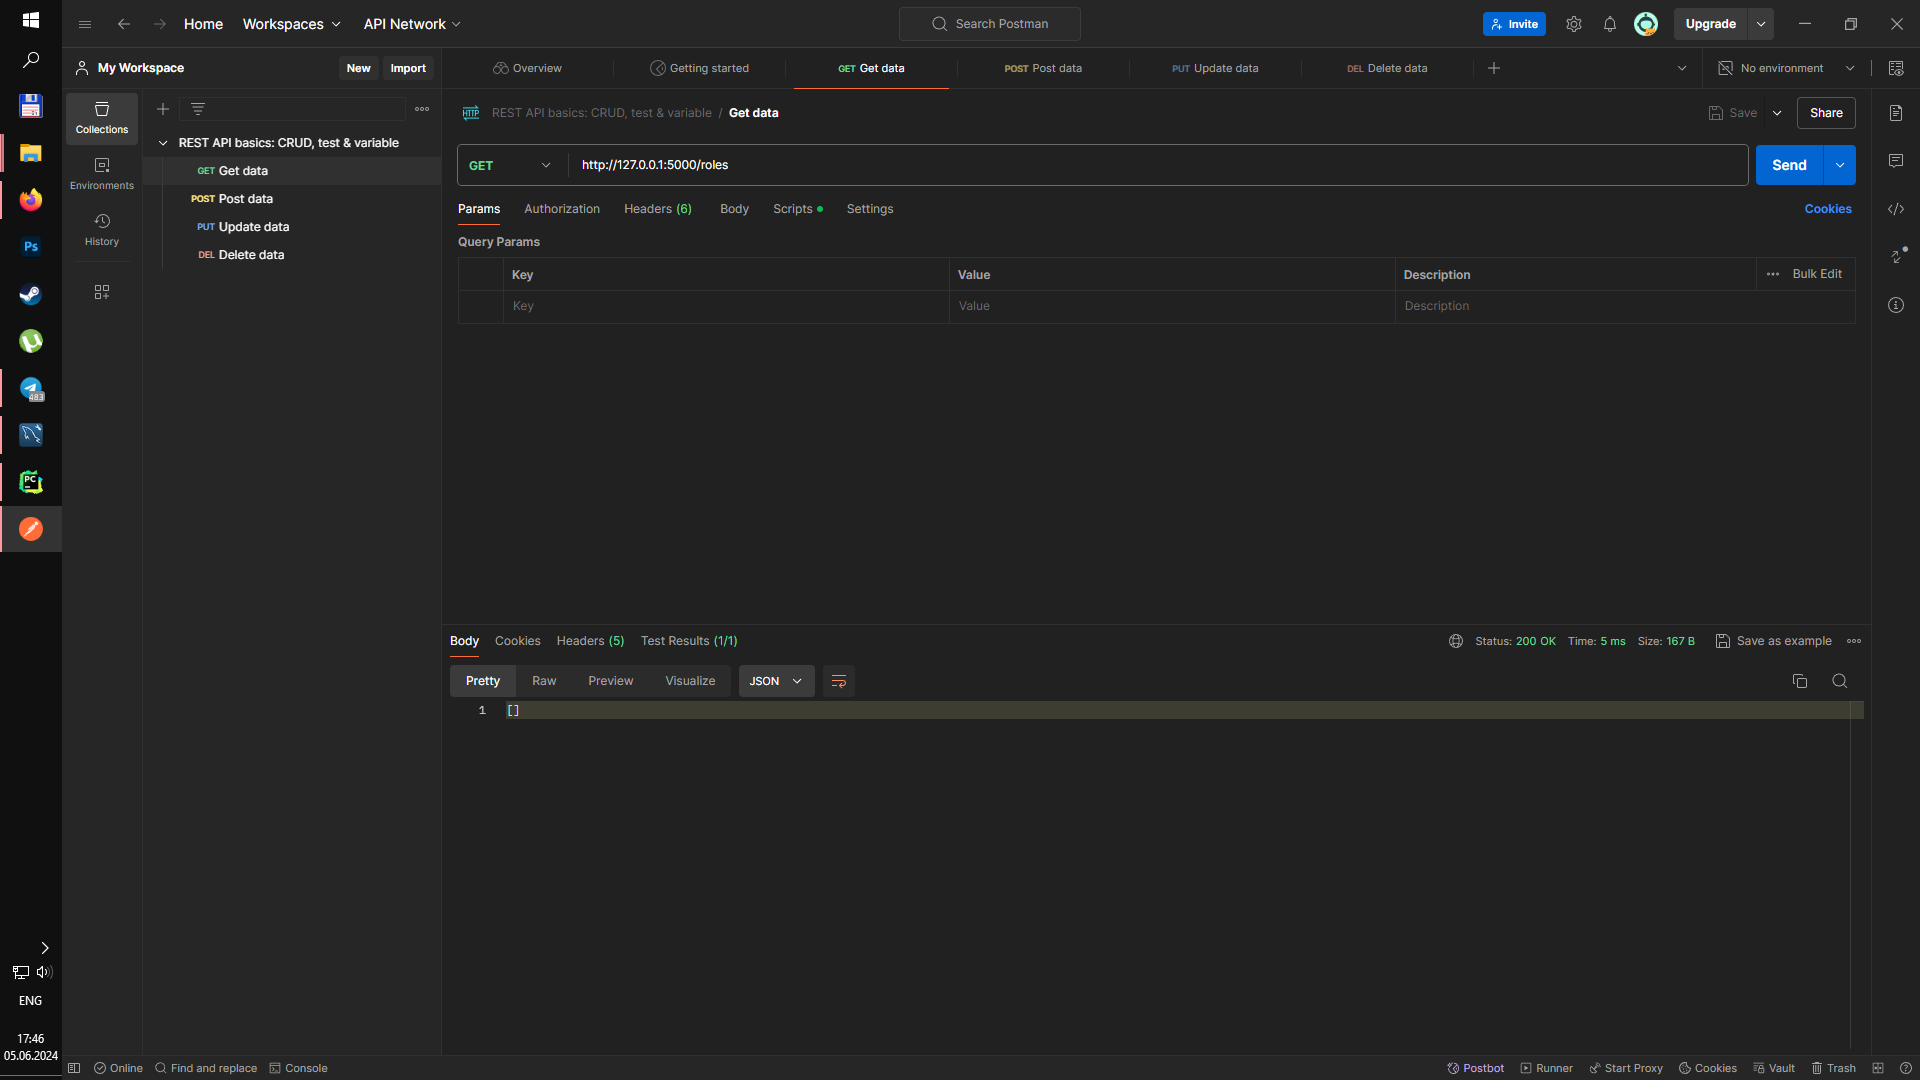 Home
Workspaces
API Network
Search Postman
Invite
Upgrade
My Workspace
New
Import
Overview
Getting started
GET Get data
POST Post data
PUT Update data
DEL Delete data
No environment
Collections
Environments
History
REST API basics: CRUD, test & variable
GET Get data
POST Post data
PUT Update data
DEL Delete data
HTTP
REST API basics: CRUD, test & variable / Get data
Save
Share
GET
http://127.0.0.1:5000/roles
Send
Params
Authorization
Headers (6)
Body
Scripts
Settings
Cookies
Query Params
Key
Value
Description
Bulk Edit
Key
Value
Description
Body
Cookies
Headers (5)
Test Results (1/1)
Status: 200 OK
Time: 5 ms
Size: 167 B
Save as example
Pretty
Raw
Preview
Visualize
JSON
1
[]
Ps
483
PC
ENG
17:46
05.06.2024
Online
Find and replace
Console
Postbot
Runner
Start Proxy
Cookies
Vault
Trash